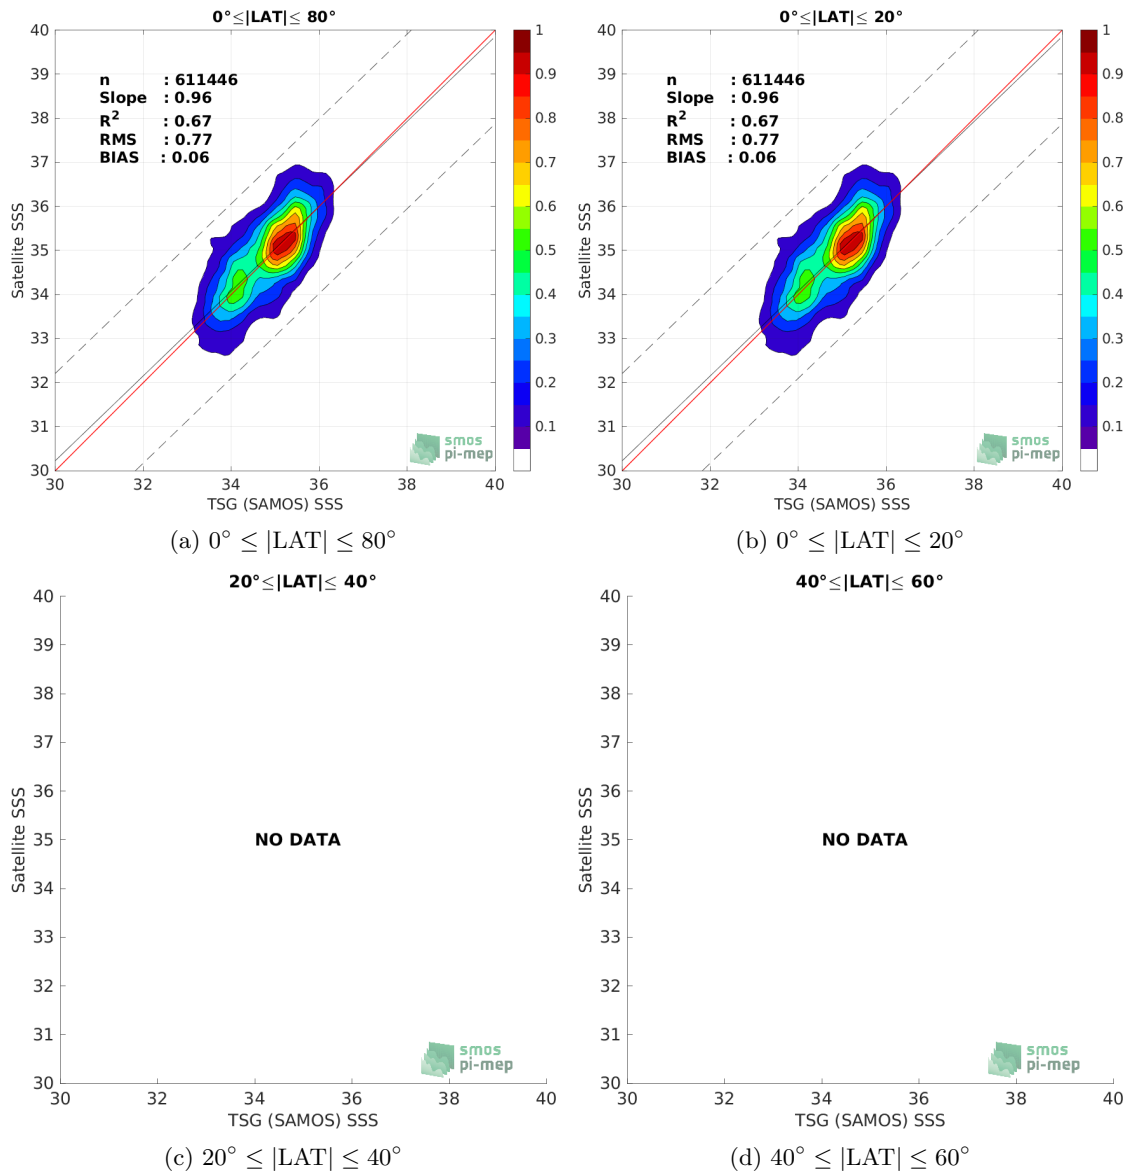 0°≤|LAT|≤ 80°
40
39
38
37
36
35
34
33
32
31
30
Satellite SSS
n : 611446
Slope : 0.96
R² : 0.67
RMS : 0.77
BIAS : 0.06
smos
pi-mep
30 32 34 36 38 40
TSG (SAMOS) SSS
1
0.9
0.8
0.7
0.6
0.5
0.4
0.3
0.2
0.1
(a) 0° ≤ |LAT| ≤ 80°
0°≤|LAT|≤ 20°
40
39
38
37
36
35
34
33
32
31
30
Satellite SSS
n : 611446
Slope : 0.96
R² : 0.67
RMS : 0.77
BIAS : 0.06
smos
pi-mep
30 32 34 36 38 40
TSG (SAMOS) SSS
1
0.9
0.8
0.7
0.6
0.5
0.4
0.3
0.2
0.1
(b) 0° ≤ |LAT| ≤ 20°
20°≤|LAT|≤ 40°
40
39
38
37
36
35
34
33
32
31
30
Satellite SSS
NO DATA
smos
pi-mep
30 32 34 36 38 40
TSG (SAMOS) SSS
(c) 20° ≤ |LAT| ≤ 40°
40°≤|LAT|≤ 60°
40
39
38
37
36
35
34
33
32
31
30
Satellite SSS
NO DATA
smos
pi-mep
30 32 34 36 38 40
TSG (SAMOS) SSS
(d) 40° ≤ |LAT| ≤ 60°